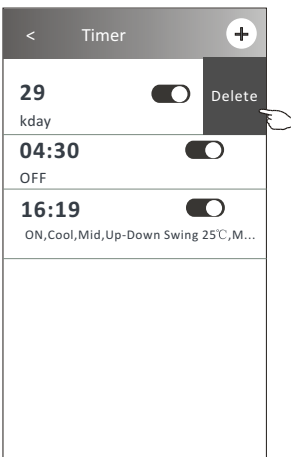 < Timer +
29 Delete
kday
04:30
OFF
16:19
ON,Cool,Mid,Up-Down Swing 25℃,M...